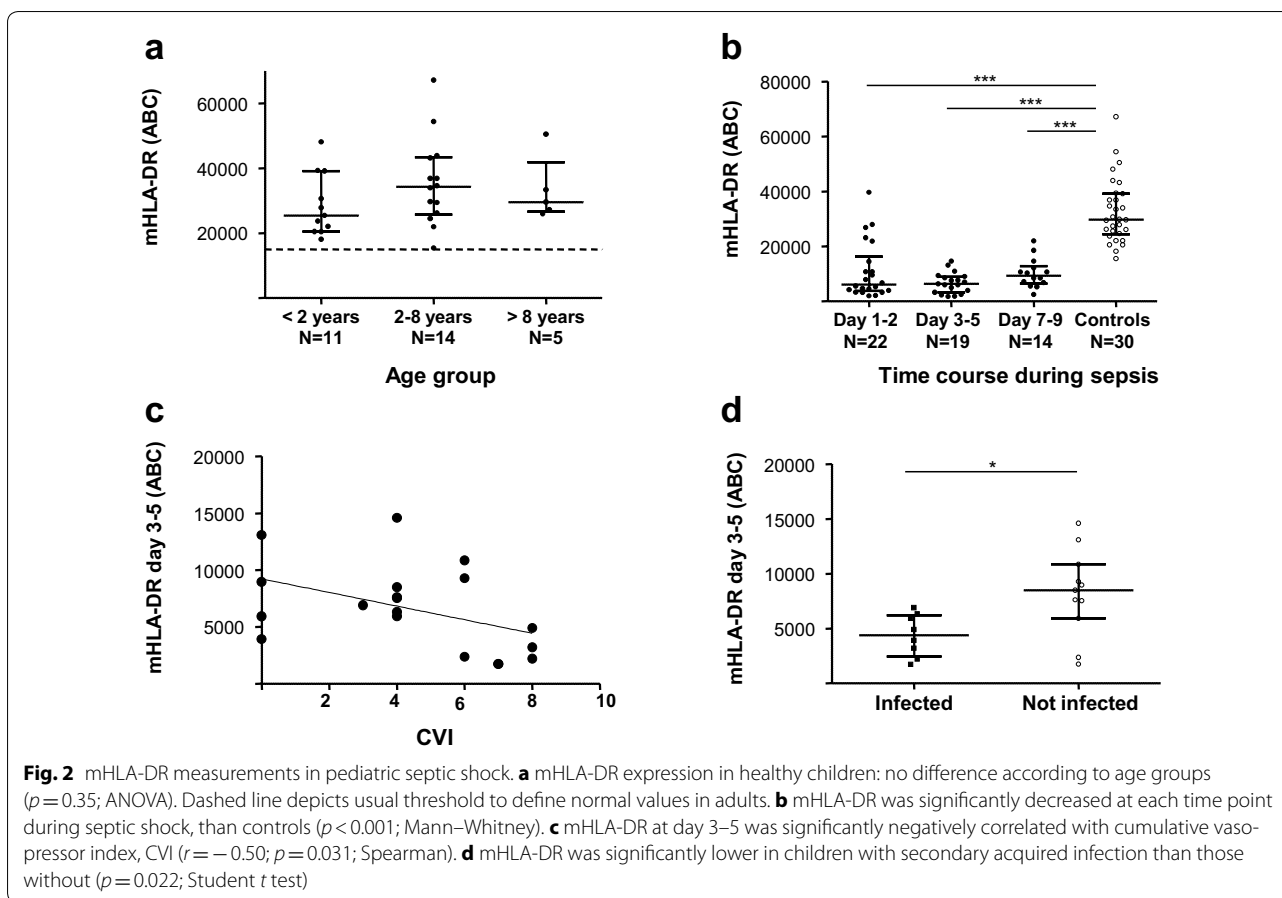 a
mHLA-DR (ABC)
60000
40000
20000
0
< 2 years
N=11
2-8 years
N=14
> 8 years
N=5
Age group
b
mHLA-DR (ABC)
80000
60000
40000
20000
0
***
***
***
Day 1-2
N=22
Day 3-5
N=19
Day 7-9
N=14
Controls
N=30
Time course during sepsis
c
mHLA-DR day 3-5 (ABC)
20000
15000
10000
5000
2
4
6
8
10
CVI
d
mHLA-DR day 3-5 (ABC)
20000
15000
10000
5000
0
*
Infected
Not infected
Fig. 2 mHLA-DR measurements in pediatric septic shock. a mHLA-DR expression in healthy children: no difference according to age groups
(p = 0.35; ANOVA). Dashed line depicts usual threshold to define normal values in adults. b mHLA-DR was significantly decreased at each time point
during septic shock, than controls (p < 0.001; Mann–Whitney). c mHLA-DR at day 3–5 was significantly negatively correlated with cumulative vaso-
pressor index, CVI (r = − 0.50; p = 0.031; Spearman). d mHLA-DR was significantly lower in children with secondary acquired infection than those
without (p = 0.022; Student t test)